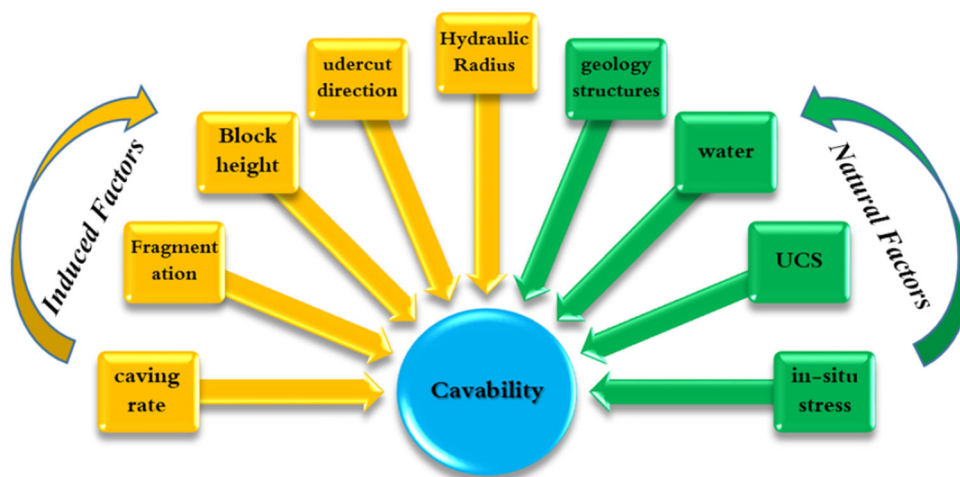 Hydraulic
Radius
udercut
direction
geology
structures
Block
height
water
Induced Factors
Natural Factors
Fragment
ation
UCS
caving
rate
Cavability
in-situ
stress